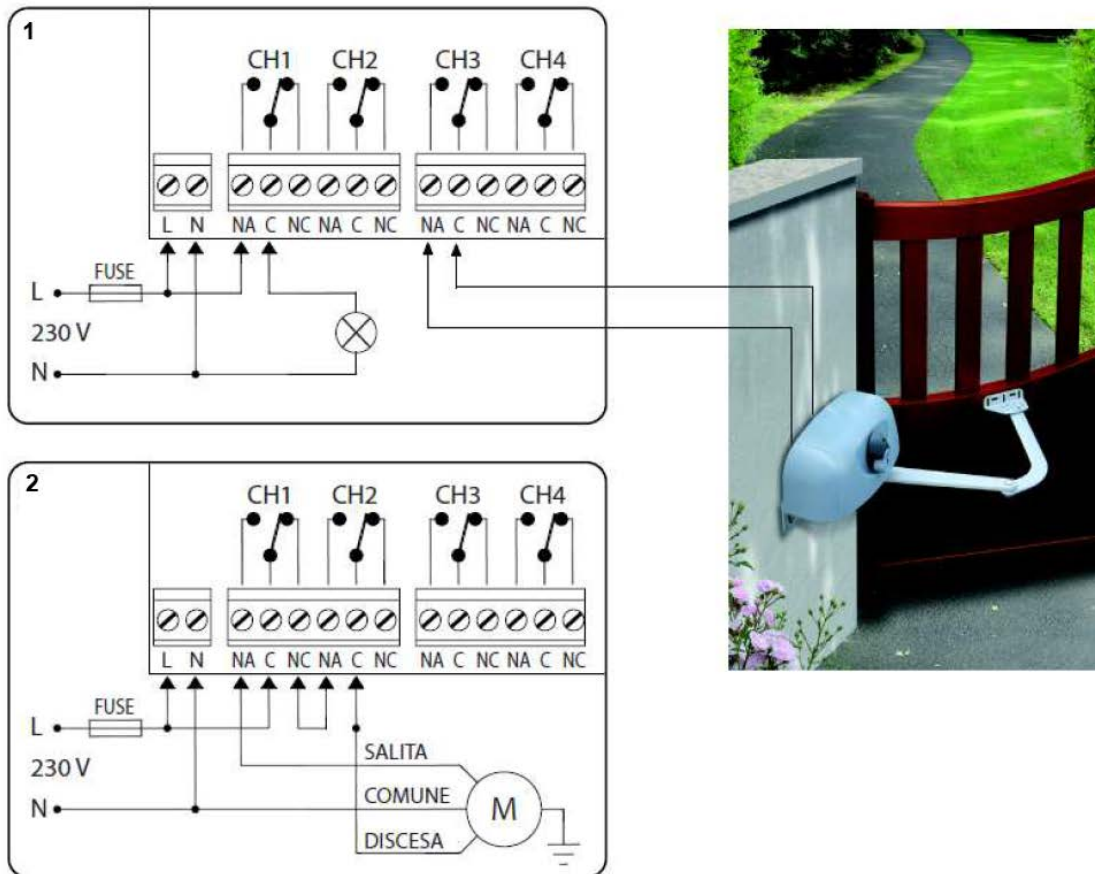 1
CH1 CH2 CH3 CH4
L N NA C NC NA C NC NA C NC NA C NC
FUSE
L
230 V
N
2
CH1 CH2 CH3 CH4
L N NA C NC NA C NC NA C NC NA C NC
FUSE
L
230 V
SALITA
N
COMUNE
M
DISCESA